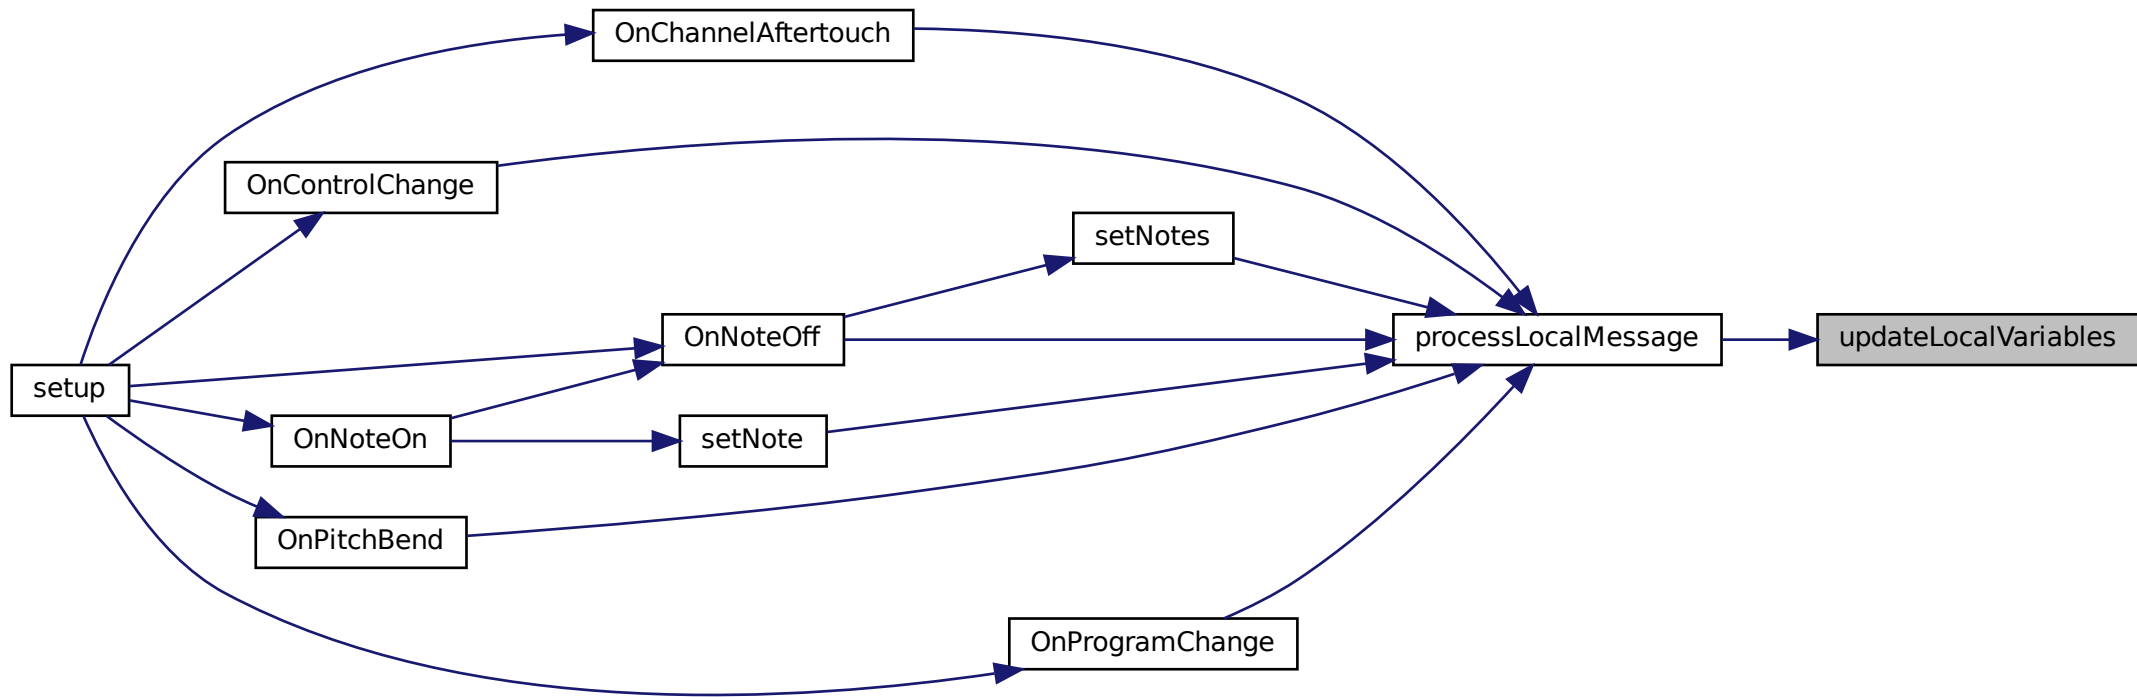 OnChannelAftertouch
OnControlChange
setNotes
OnNoteOff
processLocalMessage
updateLocalVariables
setup
OnNoteOn
setNote
OnPitchBend
OnProgramChange